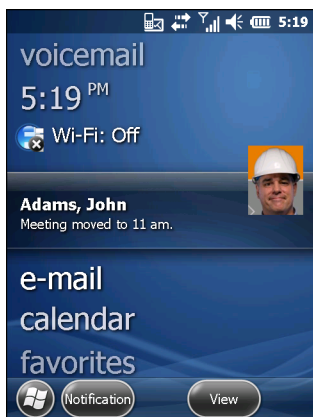 5:19
voicemail
5:19 PM
Wi-Fi: Off
Adams, John
Meeting moved to 11 am.
e-mail
calendar
favorites
Notification View